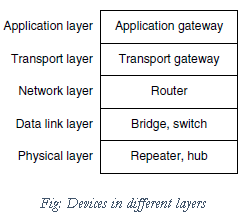 Application layer Application gateway
Transport layer Transport gateway
Network layer Router
Data link layer Bridge, switch
Physical layer Repeater, hub
Fig: Devices in different layers